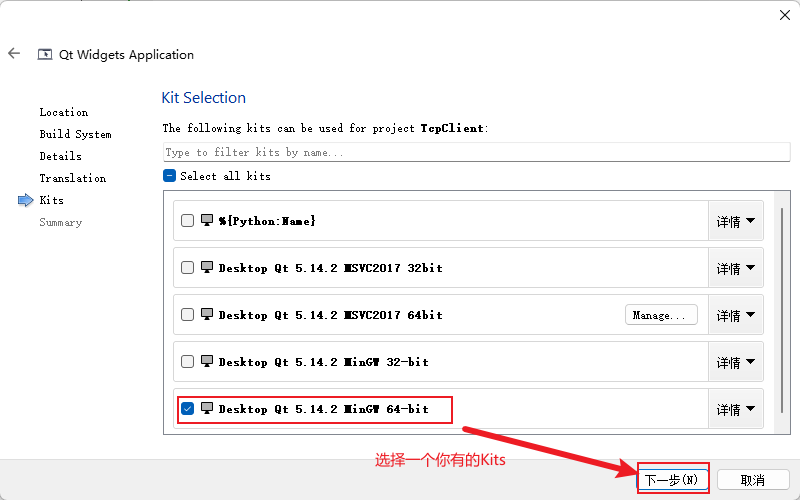 Qt Widgets Application
Location
Build System
Details
Translation
Kits
Summary
Kit Selection
The following kits can be used for project TcpClient:
Type to filter kits by name...
Select all kits
%{Python:Name} 详情
Desktop Qt 5.14.2 MSVC2017 32bit 详情
Desktop Qt 5.14.2 MSVC2017 64bit Manage... 详情
Desktop Qt 5.14.2 MinGW 32-bit 详情
Desktop Qt 5.14.2 MinGW 64-bit 详情
选择一个你有的Kits
下一步(N) 取消